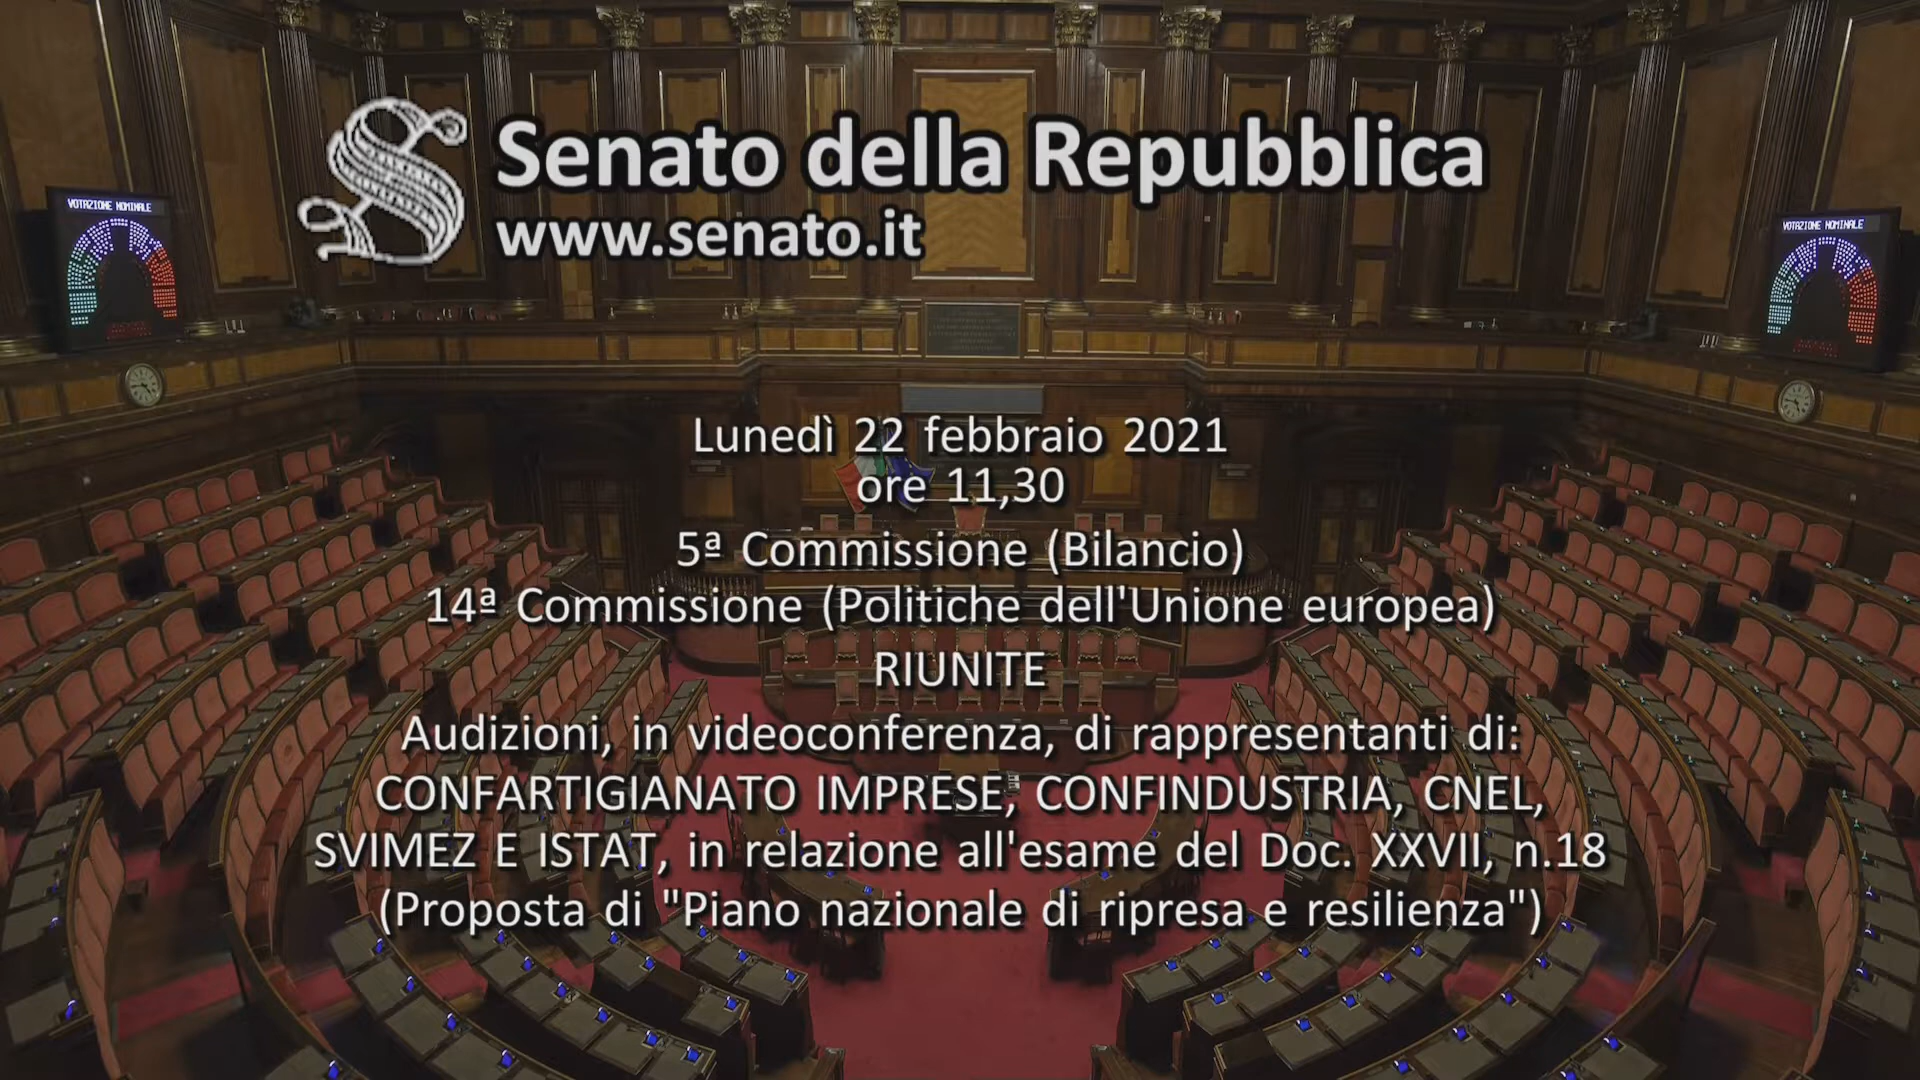 Senato della Repubblica
www.senato.it
VOTAZIONE NOMINALE
VOTAZIONE NOMINALE
Lunedì 22 febbraio 2021
ore 11,30
5ª Commissione (Bilancio)
14ª Commissione (Politiche dell'Unione europea)
RIUNITE
Audizioni, in videoconferenza, di rappresentanti di:
CONFARTIGIANATO IMPRESE, CONFINDUSTRIA, CNEL,
SVIMEZ E ISTAT, in relazione all'esame del Doc. XXVII, n.18
(Proposta di "Piano nazionale di ripresa e resilienza")